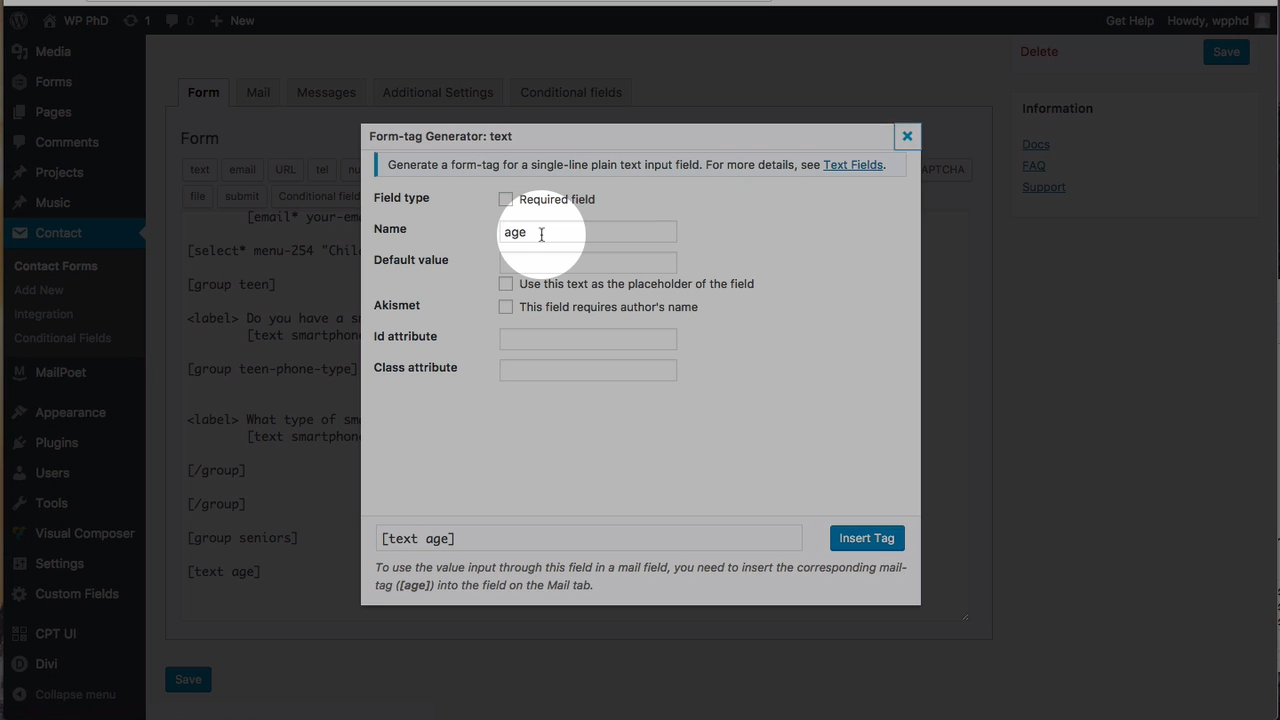 WP PhD 1 0 New Get Help Howdy, wpphd
Media
Forms
Pages
Comments
Projects
Music
Contact
Contact Forms
Add New
Integration
Conditional Fields
MailPoet
Appearance
Plugins
Users
Tools
Visual Composer
Settings
Custom Fields
CPT UI
Divi
Collapse menu
Form Mail Messages Additional Settings Conditional fields
Form
text email URL tel
file submit Conditional field
[email* your-em
[select* menu-254 "Chil
[group teen]
<label> Do you have a s
[text smartphon
[group teen-phone-type]
<label> What type of sm
[text smartphon
[/group]
[/group]
[group seniors]
[text age]
Save
Form-tag Generator: text
Generate a form-tag for a single-line plain text input field. For more details, see Text Fields.
Field type Required field
Name age
Default value
Use this text as the placeholder of the field
Akismet This field requires author's name
Id attribute
Class attribute
[text age] Insert Tag
To use the value input through this field in a mail field, you need to insert the corresponding mail-
tag ([age]) into the field on the Mail tab.
Delete Save
Information
Docs
FAQ
Support